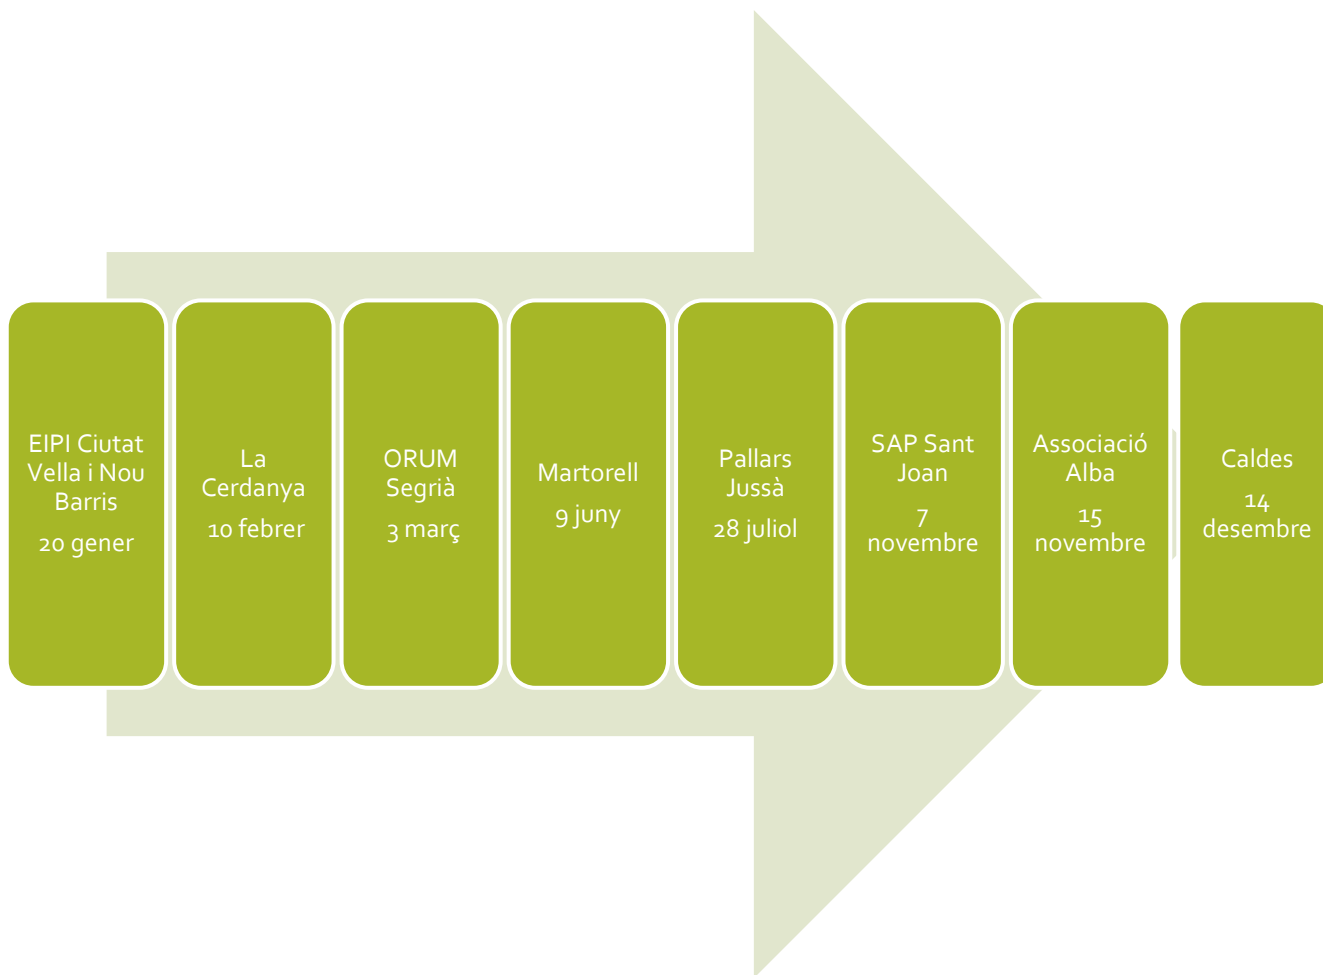 EIPI Ciutat
Vella i Nou
Barris
20 gener
La
Cerdanya
10 febrer
ORUM
Segrià
3 març
Martorell
9 juny
Pallars
Jussà
28 juliol
SAP Sant
Joan
7
novembre
Associació
Alba
15
novembre
Caldes
14
desembre